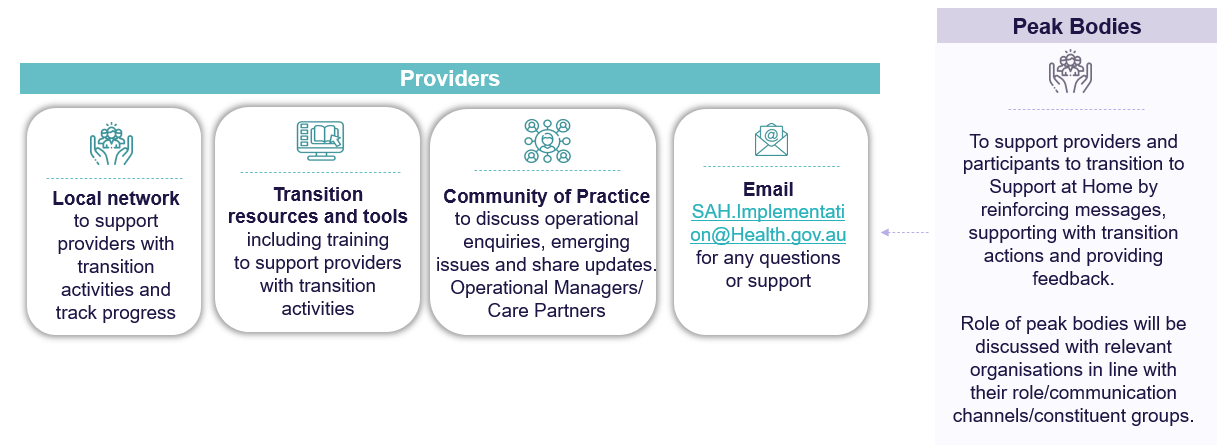 Providers
Local network
to support
providers with
transition
activities and
track progress
Transition
resources and tools
including training
to support providers
with transition
activities
Community of Practice
to discuss operational
enquiries, emerging
issues and share updates.
Operational Managers/
Care Partners
Email
SAH.Implementati
on@Health.gov.au
for any questions
or support
Peak Bodies
To support providers and
participants to transition to
Support at Home by
reinforcing messages,
supporting with transition
actions and providing
feedback.
Role of peak bodies will be
discussed with relevant
organisations in line with
their role/communication
channels/constituent groups.